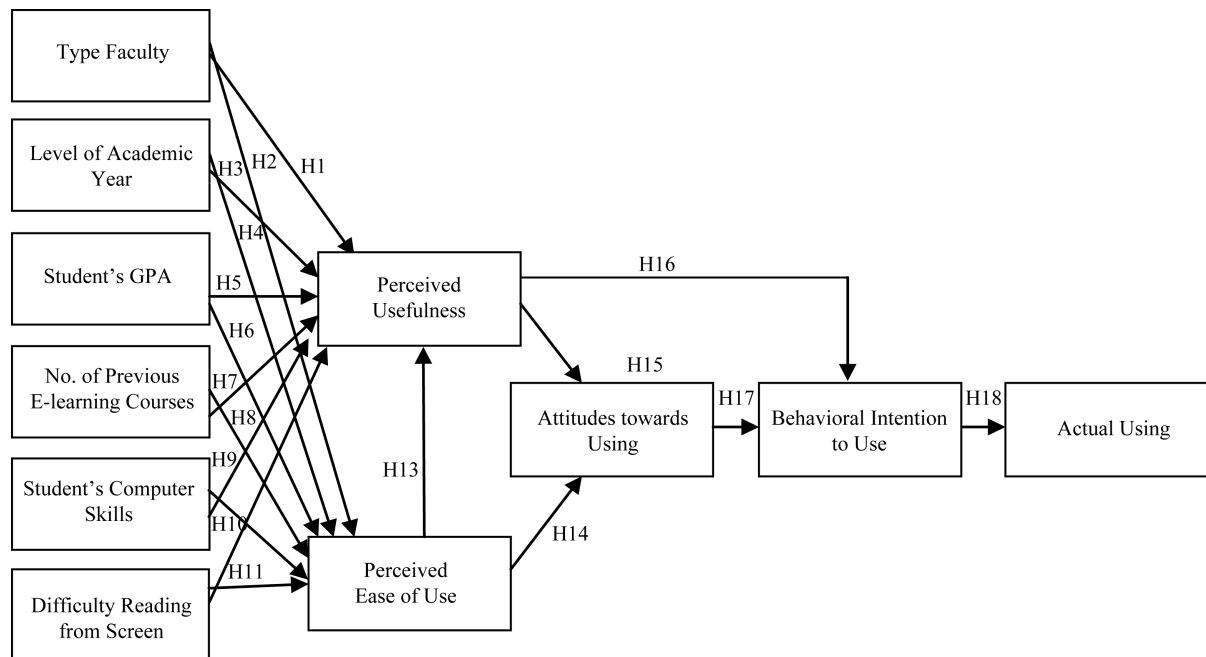 Type Faculty
Level of Academic
Year
Student's GPA
No. of Previous
E-learning Courses
Student's Computer
Skills
Difficulty Reading
from Screen
H3
H2
H1
H4
H5
H6
H7
H8
H9
H10
H11
Perceived
Usefulness
H13
Perceived
Ease of Use
H16
H15
H14
Attitudes towards
Using
H17
Behavioral Intention
to Use
H18
Actual Using